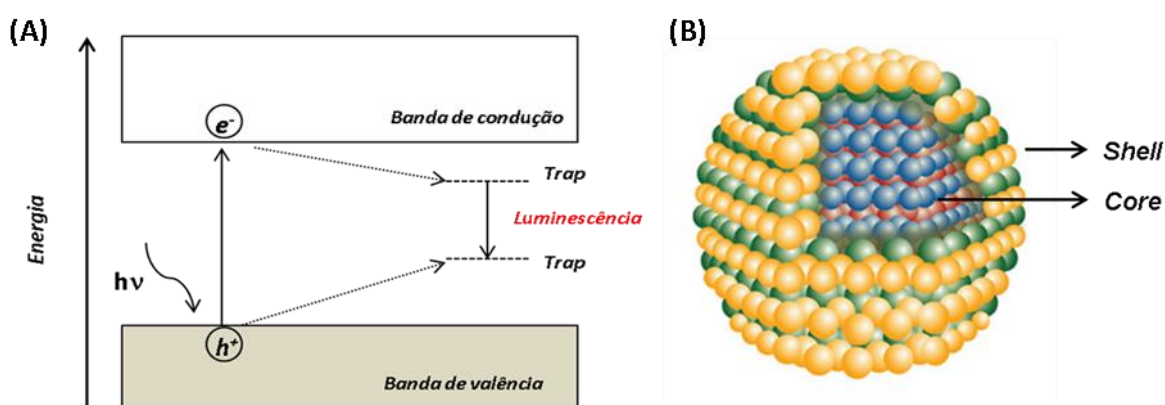 (A)
Energia
e-
Banda de condução
Trap
Luminescência
Trap
hν
h+
Banda de valência
(B)
Shell
Core